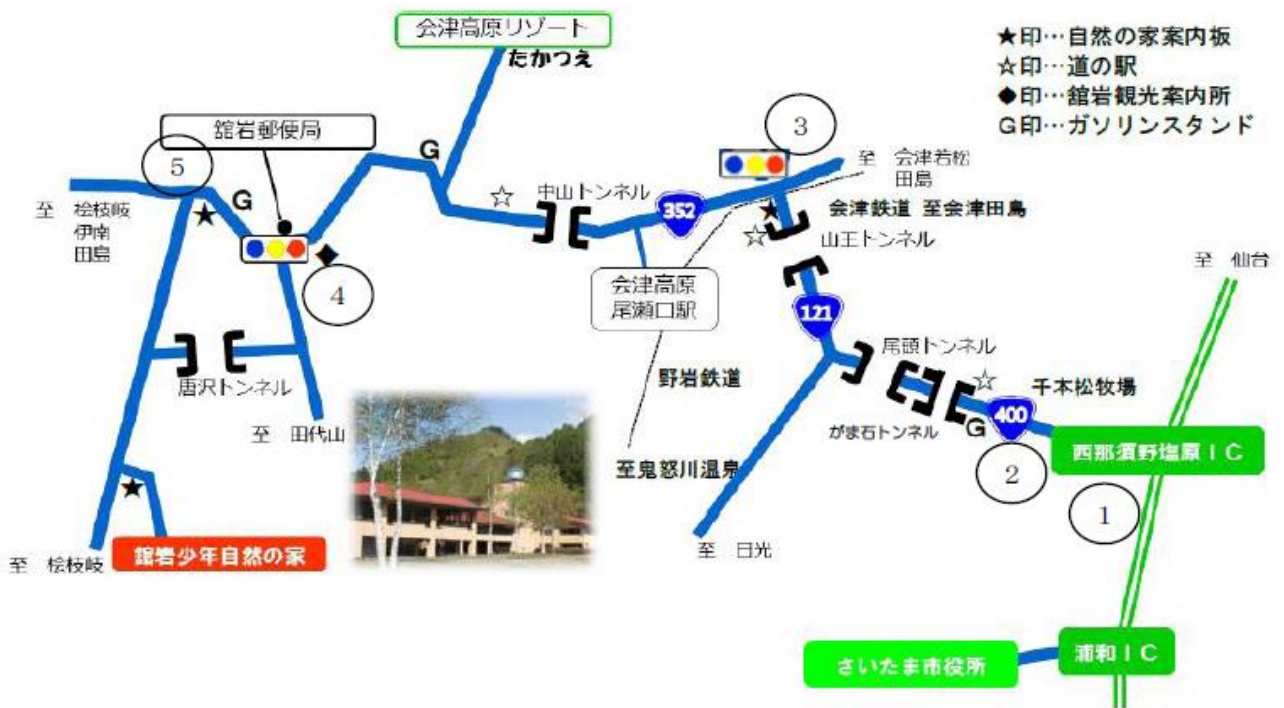 会津高原リゾート
たかつえ
★印…自然の家案内板
☆印…道の駅
◆印…舘岩観光案内所
G印…ガソリンスタンド
舘岩郵便局
3
5
G
G
至 会津若松
田島
至 桧枝岐
伊南
田島
★
☆
中山トンネル
352
★
会津鉄道 至会津田島
☆
山王トンネル
◆
4
会津高原
尾瀬口駅
至 仙台
121
尾頭トンネル
唐沢トンネル
野岩鉄道
☆
千本松牧場
400
至 田代山
がま石トンネル
G
西那須野塩原IC
至鬼怒川温泉
2
1
★
至 桧枝岐
舘岩少年自然の家
至 日光
さいたま市役所
浦和IC